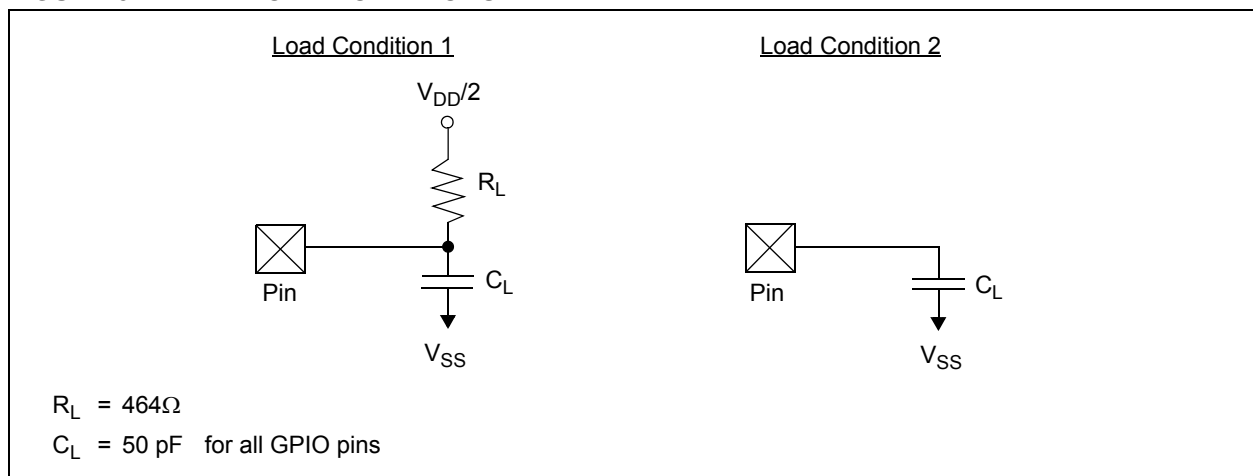 Load Condition 1
Load Condition 2
V_DD/2
R_L
Pin
C_L
V_SS
Pin
C_L
V_SS
R_L = 464Ω
C_L = 50 pF for all GPIO pins